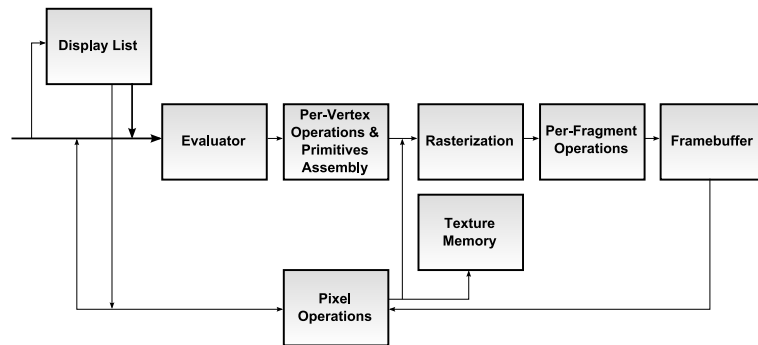 Display List
Evaluator
Per-Vertex
Operations &
Primitives
Assembly
Rasterization
Per-Fragment
Operations
Framebuffer
Texture
Memory
Pixel
Operations